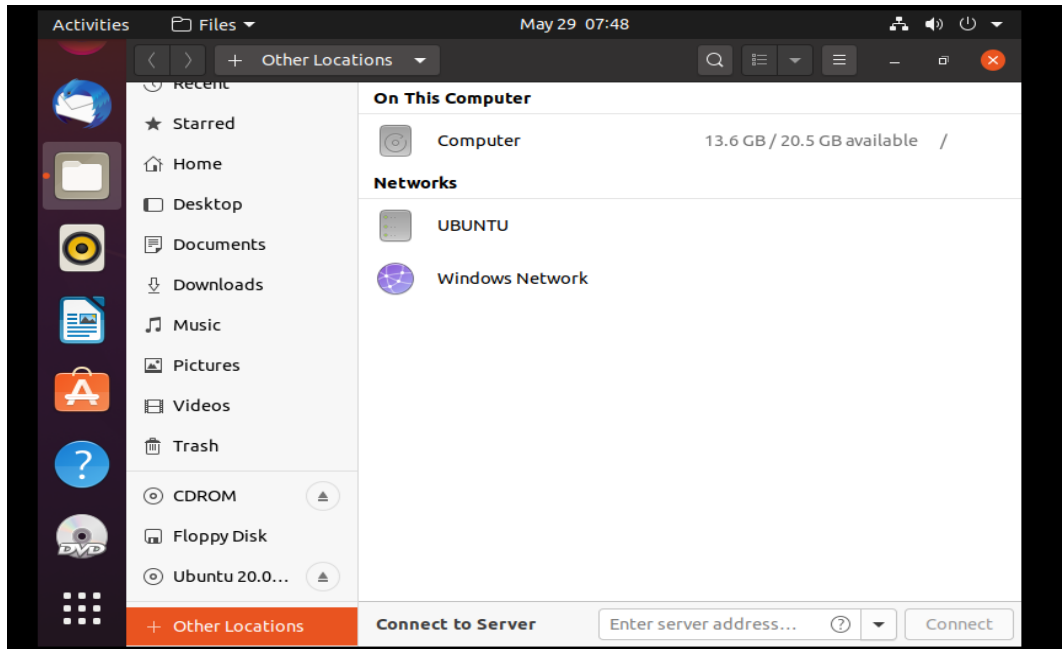 Activities Files May 29 07:48
+ Other Locations
Recent
Starred
Home
Desktop
Documents
Downloads
Music
Pictures
Videos
Trash
CDROM
Floppy Disk
Ubuntu 20.0...
+ Other Locations
On This Computer
Computer 13.6 GB / 20.5 GB available /
Networks
UBUNTU
Windows Network
Connect to Server Enter server address... ? Connect
DVD